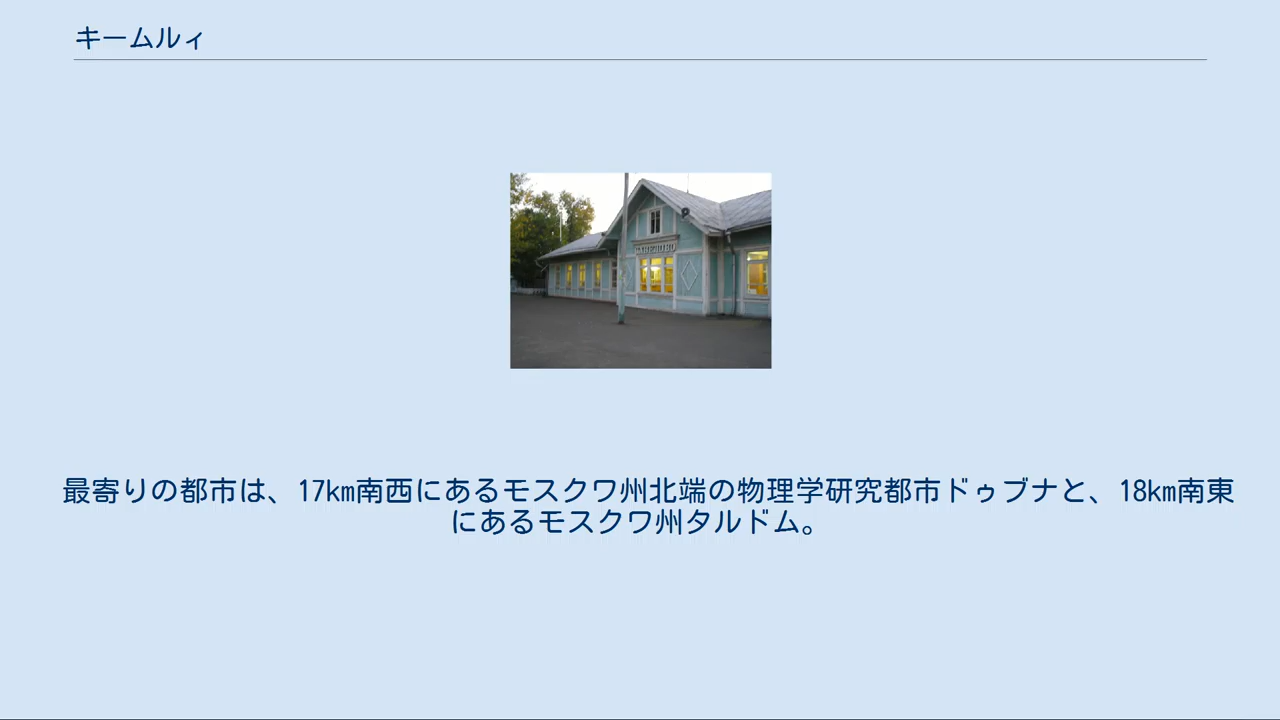 キームルィ
最寄りの都市は、17km南西にあるモスクワ州北端の物理学研究都市ドゥブナと、18km南東
にあるモスクワ州タルドム。